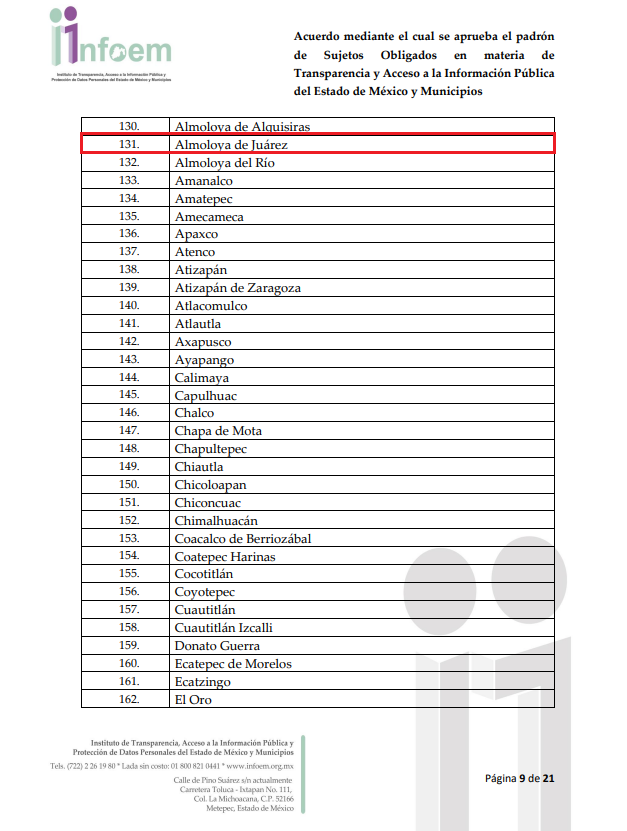 infoem
Instituto de Transparencia, Acceso a la Información Pública y
Protección de Datos Personales del Estado de México y Municipios
Acuerdo mediante el cual se aprueba el padrón
de Sujetos Obligados en materia de
Transparencia y Acceso a la Información Pública
del Estado de México y Municipios
130. Almoloya de Alquisiras
131. Almoloya de Juárez
132. Almoloya del Río
133. Amanalco
134. Amatepec
135. Amecameca
136. Apaxco
137. Atenco
138. Atizapán
139. Atizapán de Zaragoza
140. Atlacomulco
141. Atlautla
142. Axapusco
143. Ayapango
144. Calimaya
145. Capulhuac
146. Chalco
147. Chapa de Mota
148. Chapultepec
149. Chiautla
150. Chicoloapan
151. Chiconcuac
152. Chimalhuacán
153. Coacalco de Berriozábal
154. Coatepec Harinas
155. Cocotitlán
156. Coyotepec
157. Cuautitlán
158. Cuautitlán Izcalli
159. Donato Guerra
160. Ecatepec de Morelos
161. Ecatzingo
162. El Oro
Instituto de Transparencia, Acceso a la Información Pública y
Protección de Datos Personales del Estado de México y Municipios
Tels. (722) 2 26 19 80 * Lada sin costo: 01 800 821 0441 * www.infoem.org.mx
Calle de Pino Suárez s/n actualmente
Carretera Toluca - Ixtapan No. 111,
Col. La Michoacana, C.P. 52166
Metepec, Estado de México
Página 9 de 21